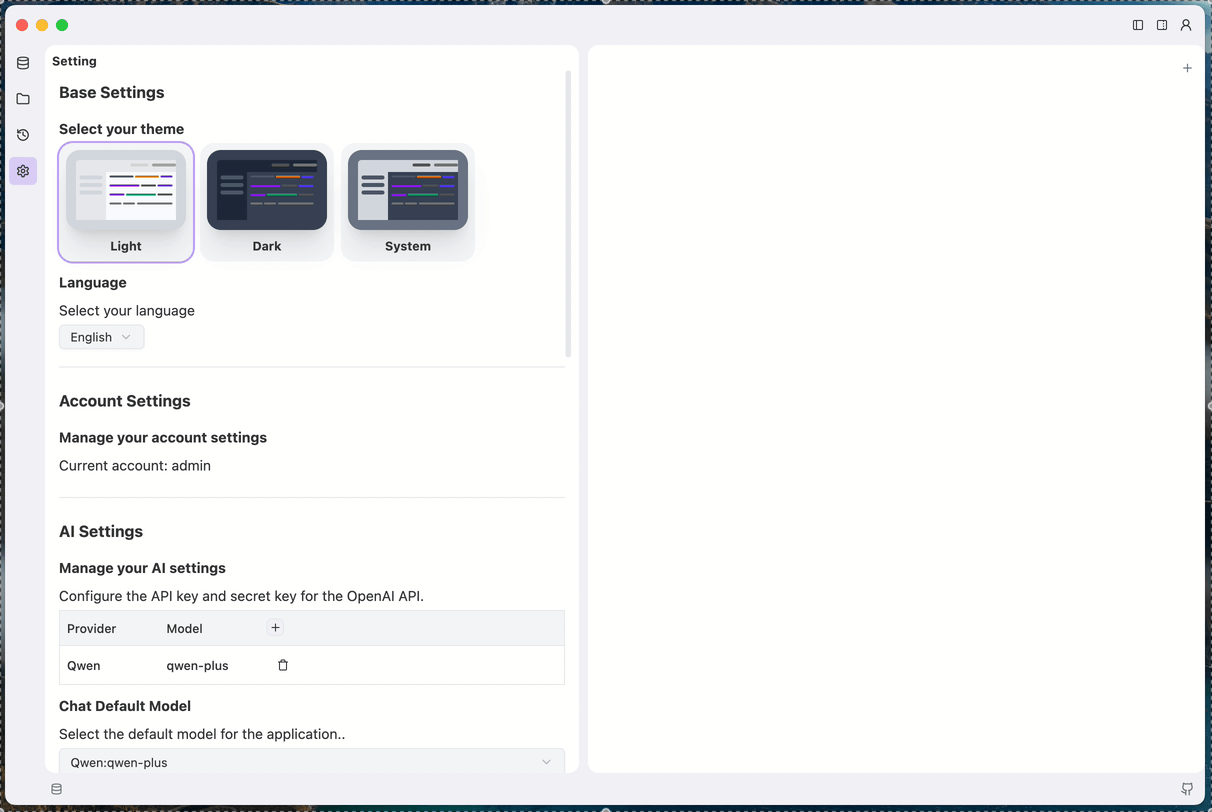 Setting
Base Settings
Select your theme
Light
Dark
System
Language
Select your language
English
Account Settings
Manage your account settings
Current account: admin
AI Settings
Manage your AI settings
Configure the API key and secret key for the OpenAI API.
Provider Model
Qwen qwen-plus
Chat Default Model
Select the default model for the application..
Qwen:qwen-plus